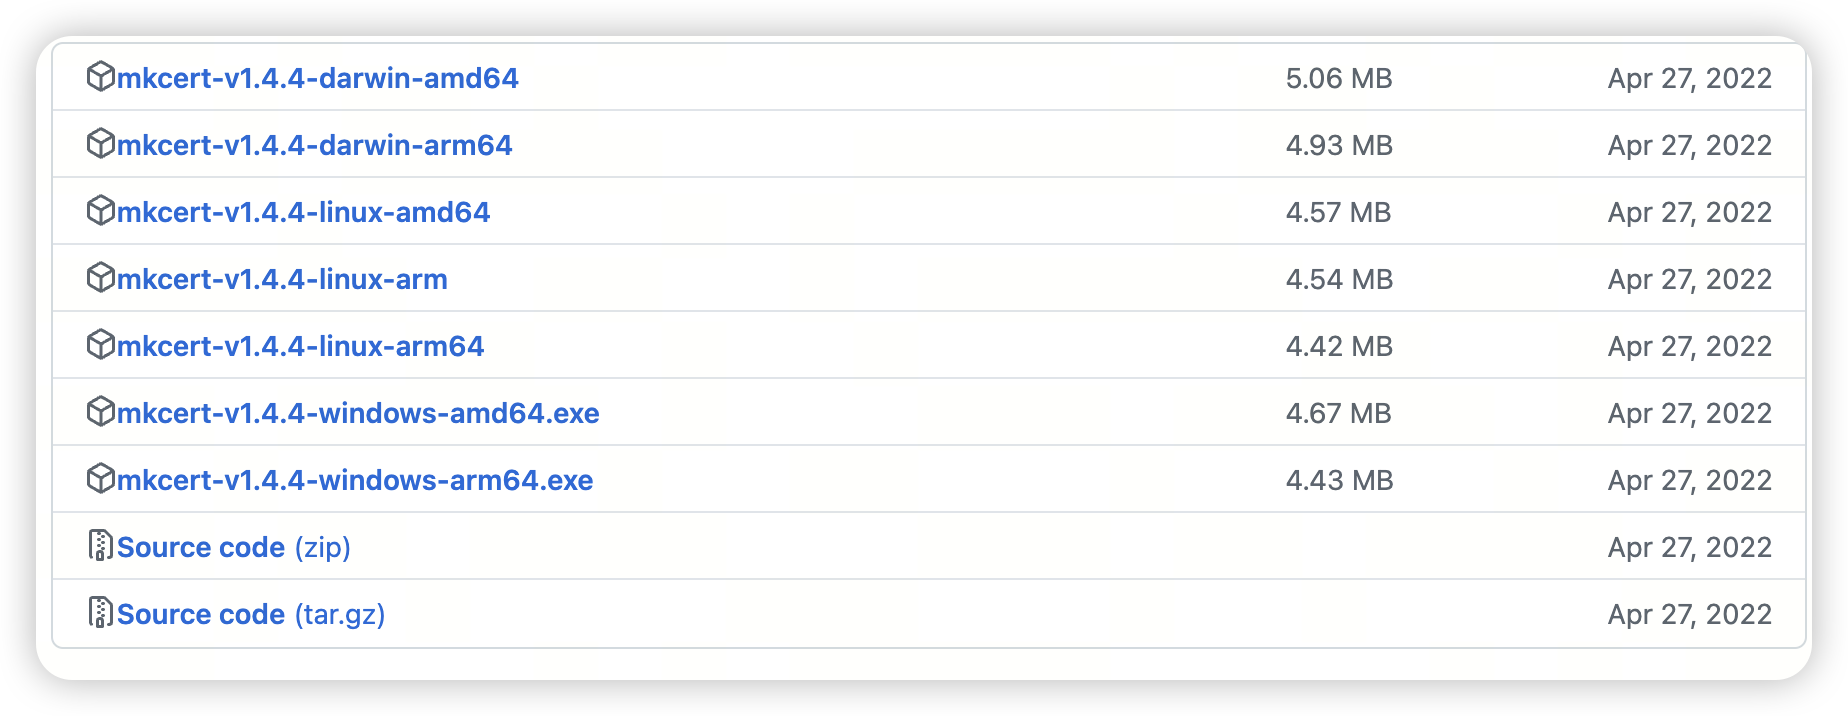 mkcert-v1.4.4-darwin-amd64 5.06 MB Apr 27, 2022
mkcert-v1.4.4-darwin-arm64 4.93 MB Apr 27, 2022
mkcert-v1.4.4-linux-amd64 4.57 MB Apr 27, 2022
mkcert-v1.4.4-linux-arm 4.54 MB Apr 27, 2022
mkcert-v1.4.4-linux-arm64 4.42 MB Apr 27, 2022
mkcert-v1.4.4-windows-amd64.exe 4.67 MB Apr 27, 2022
mkcert-v1.4.4-windows-arm64.exe 4.43 MB Apr 27, 2022
Source code (zip) Apr 27, 2022
Source code (tar.gz) Apr 27, 2022